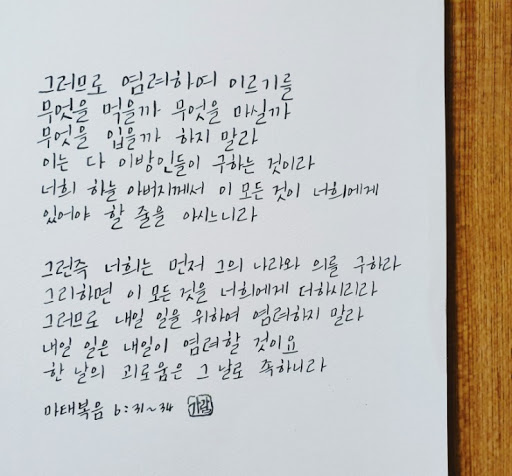 그러므로 염려하여 이르기를
무엇을 먹을까 무엇을 마실까
무엇을 입을까 하지 말라
이는 다 이방인들이 구하는 것이라
너희 하늘 아버지께서 이 모든 것이 너희에게
있어야 할 줄을 아시느니라
그런즉 너희는 먼저 그의 나라와 의를 구하라
그리하면 이 모든 것을 너희에게 더하시리라
그러므로 내일 일을 위하여 염려하지 말라
내일 일은 내일이 염려할 것이요
한 날의 괴로움은 그 날로 족하니라
마태복음 6:31~34